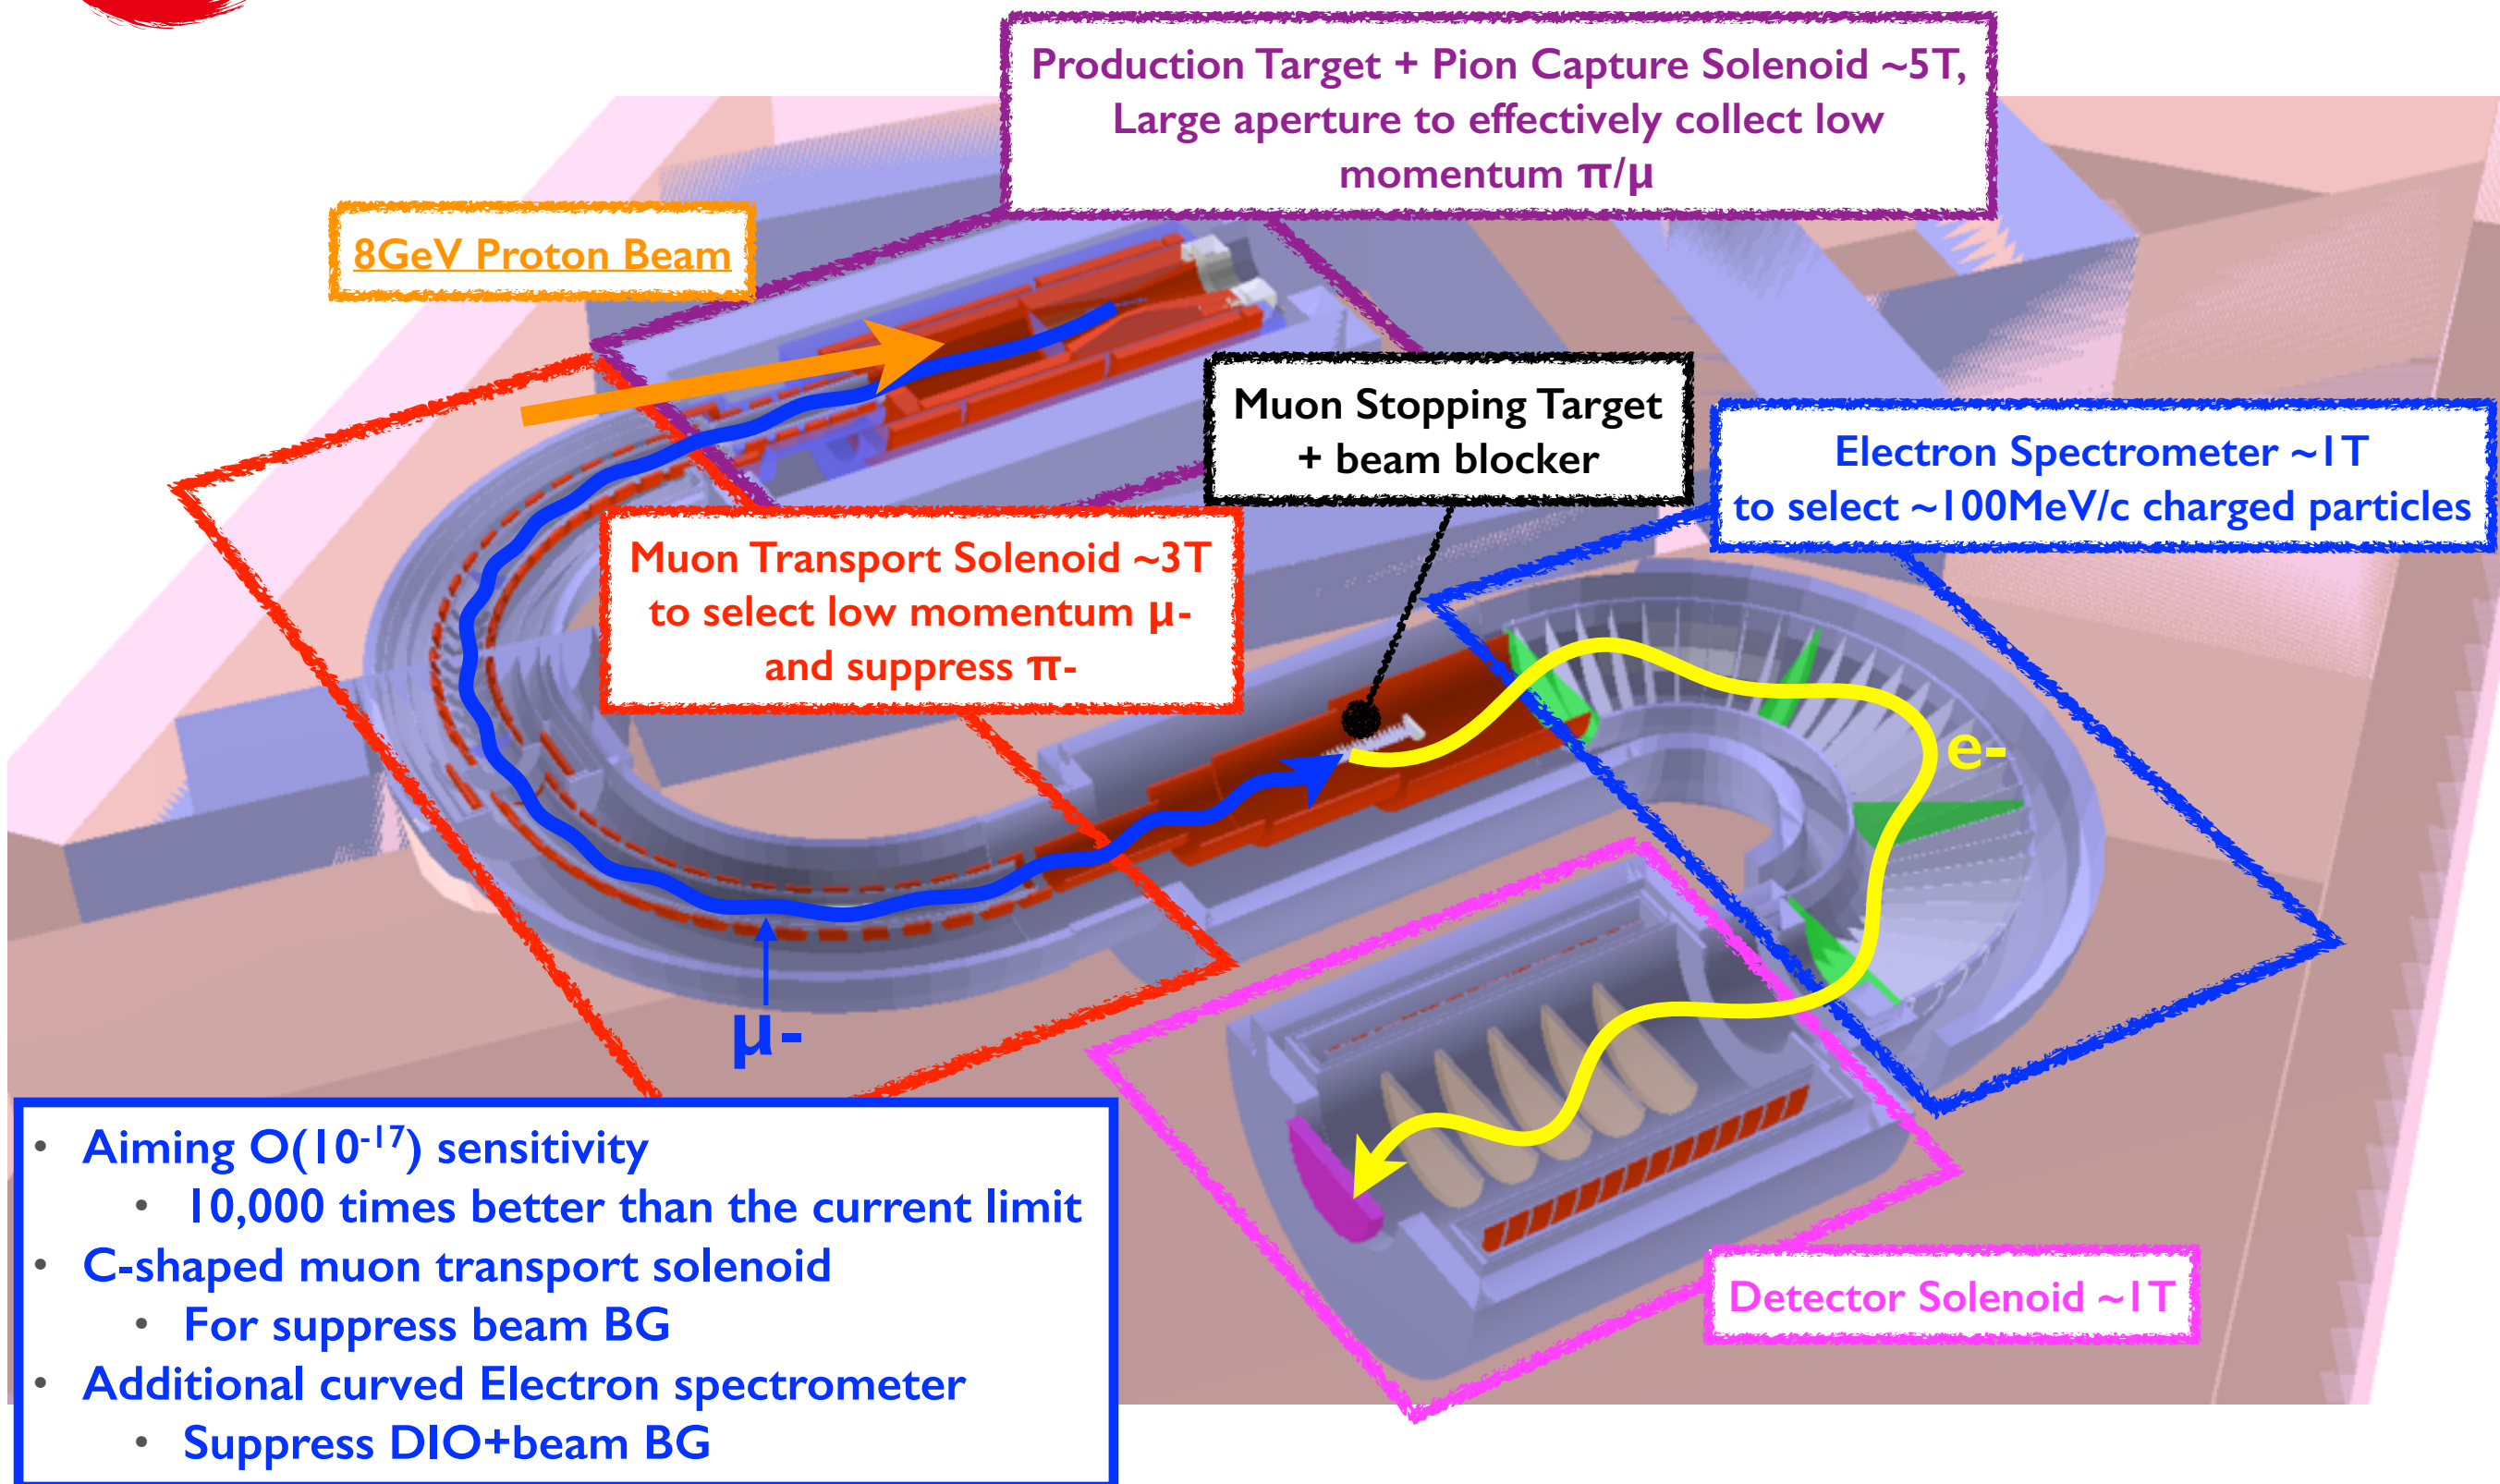 Production Target + Pion Capture Solenoid ~5T,
Large aperture to effectively collect low
momentum π/μ
8GeV Proton Beam
Muon Stopping Target
+ beam blocker
Electron Spectrometer ~1T
to select ~100MeV/c charged particles
Muon Transport Solenoid ~3T
to select low momentum μ-
and suppress π-
e-
μ-
• Aiming O(10⁻¹⁷) sensitivity
• 10,000 times better than the current limit
• C-shaped muon transport solenoid
• For suppress beam BG
• Additional curved Electron spectrometer
• Suppress DIO+beam BG
Detector Solenoid ~1T